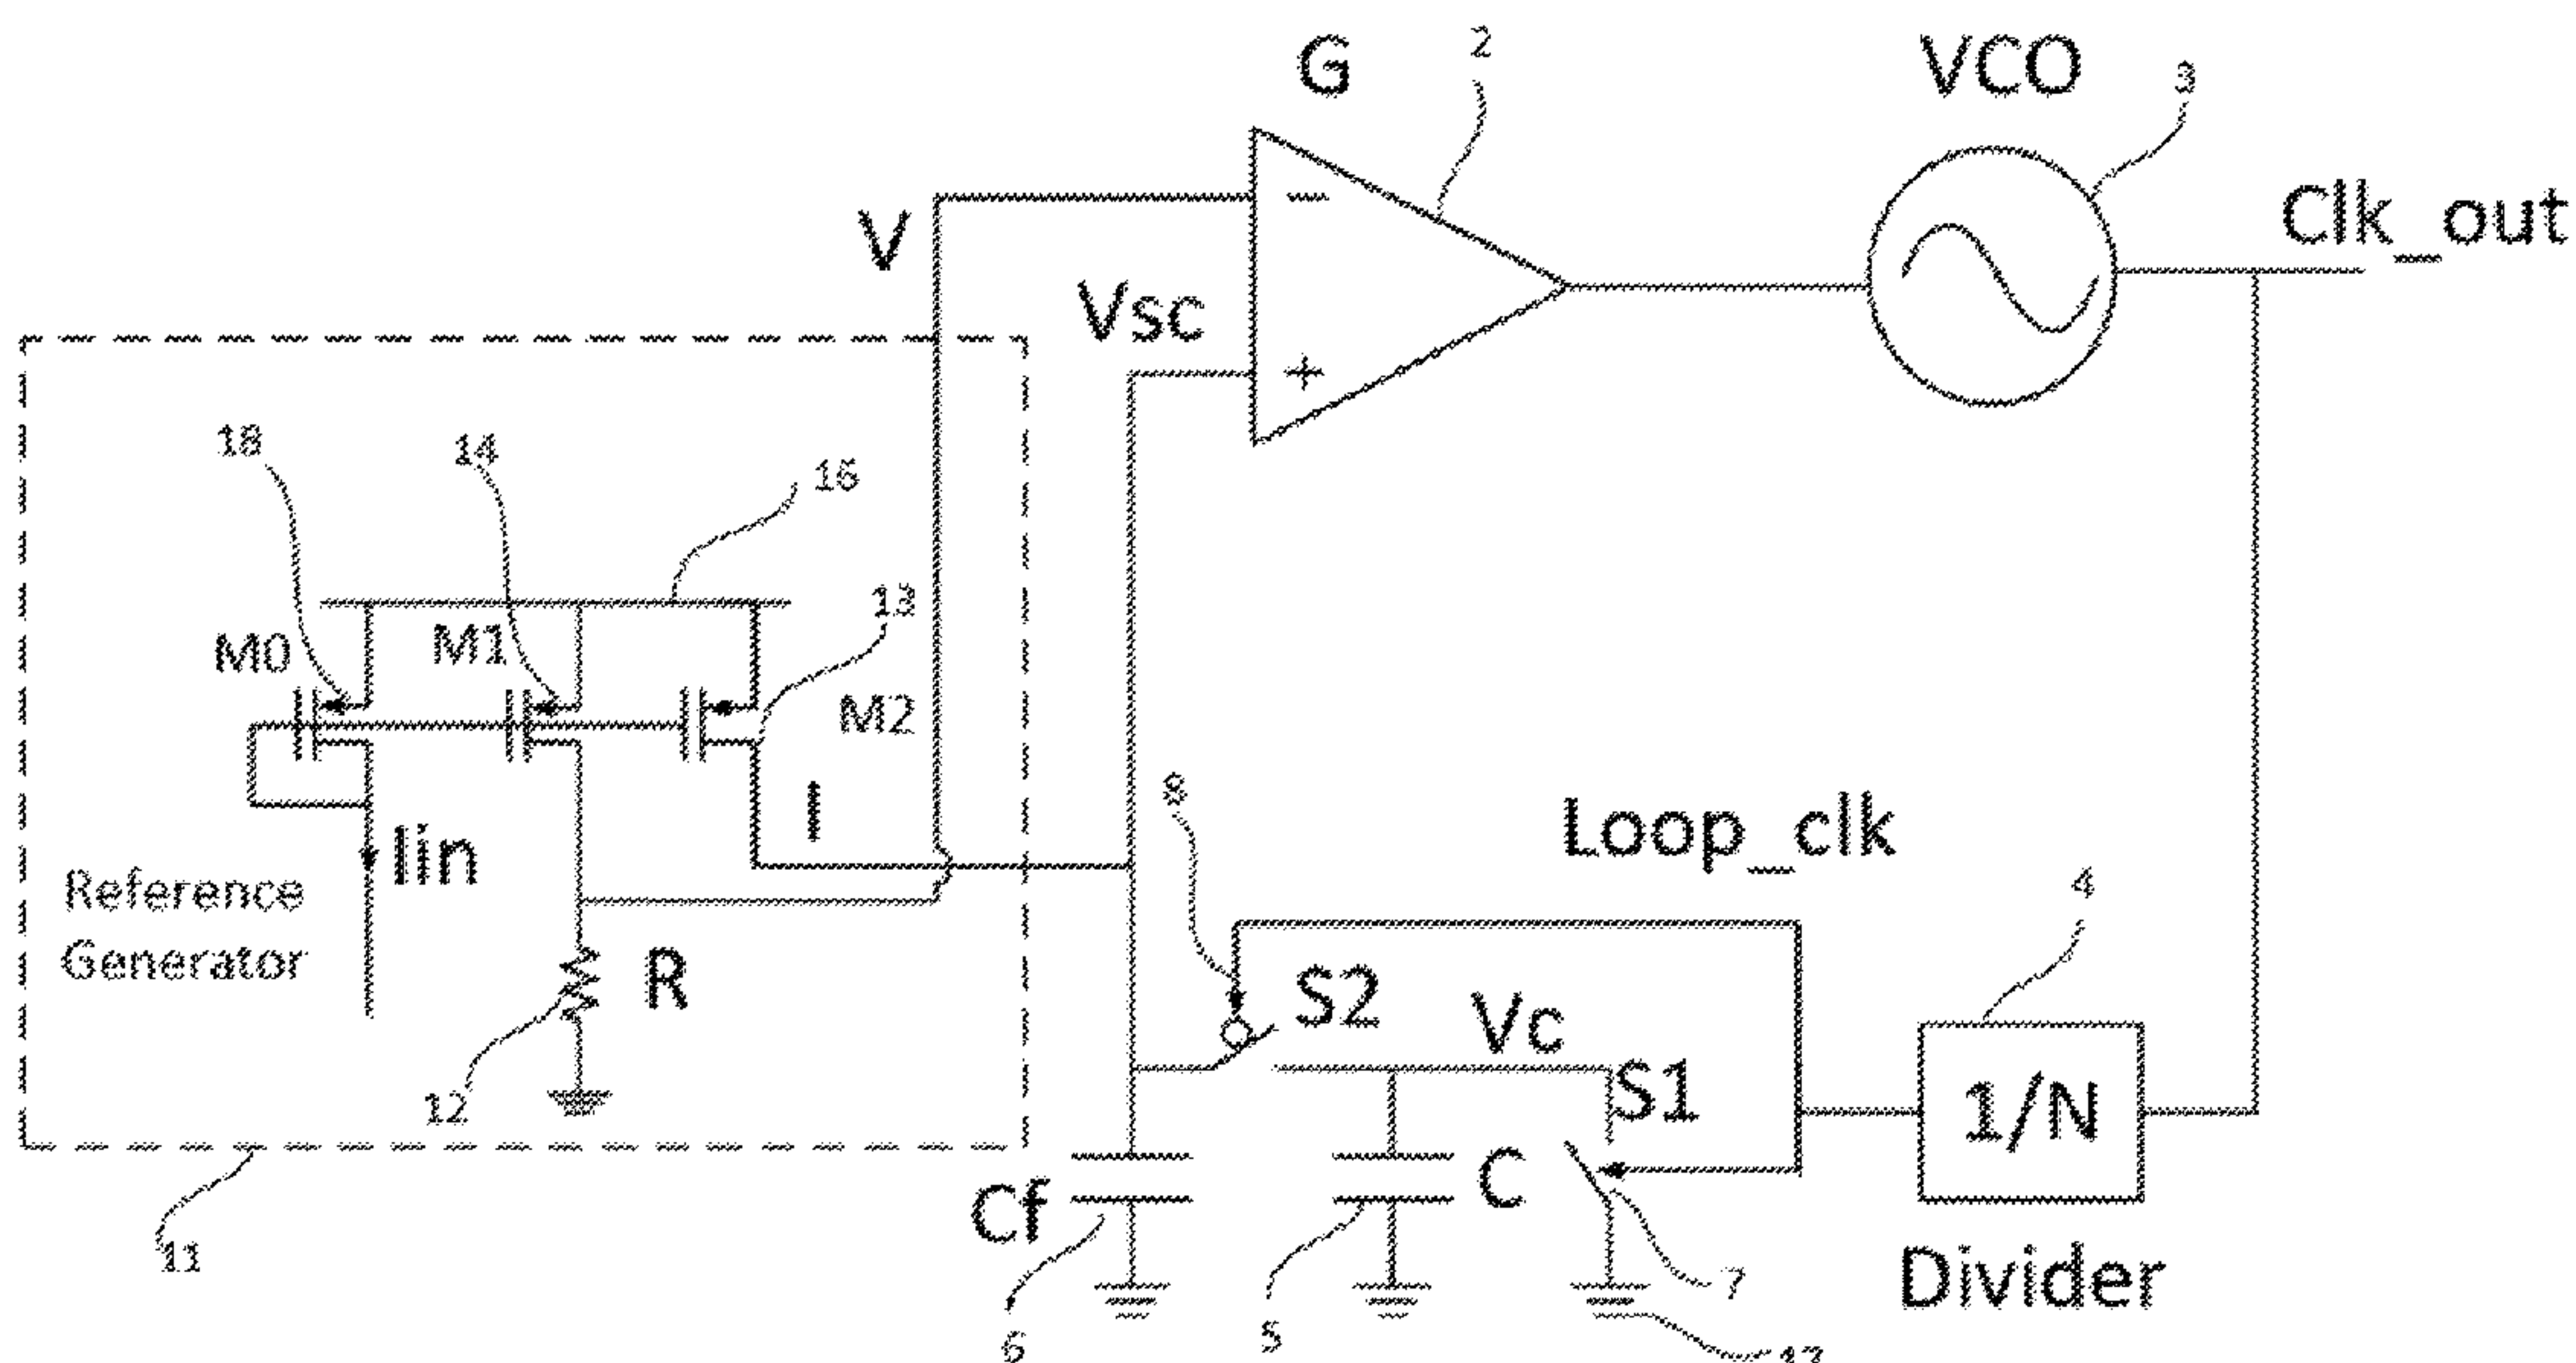 G
2
VCO
3
Clk_out
V
Vsc
−
+
18
14
16
13
M0
M1
M2
I
Iin
Reference
Generator
R
12
11
8
Loop_clk
4
S2
Vc
S1
1/N
Cf
C
Divider
6
5
7